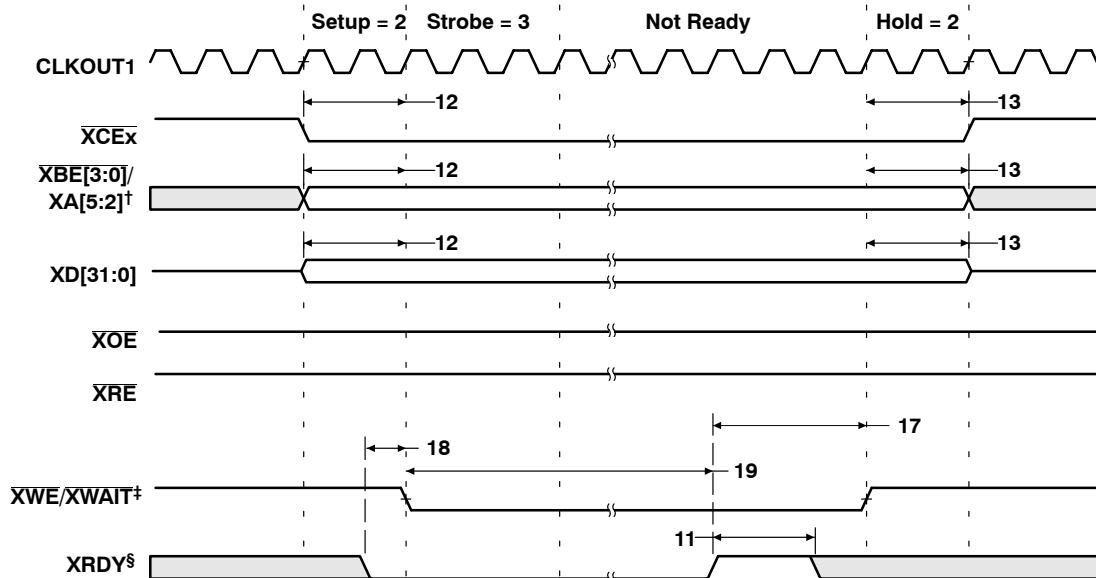 Setup = 2 Strobe = 3 Not Ready Hold = 2
CLKOUT1
12 13
XCEx
XBE[3:0]/
12 13
XA[5:2]†
12 13
XD[31:0]
XOE
XRE
17
18
19
XWE/XWAIT‡
11
XRDY§